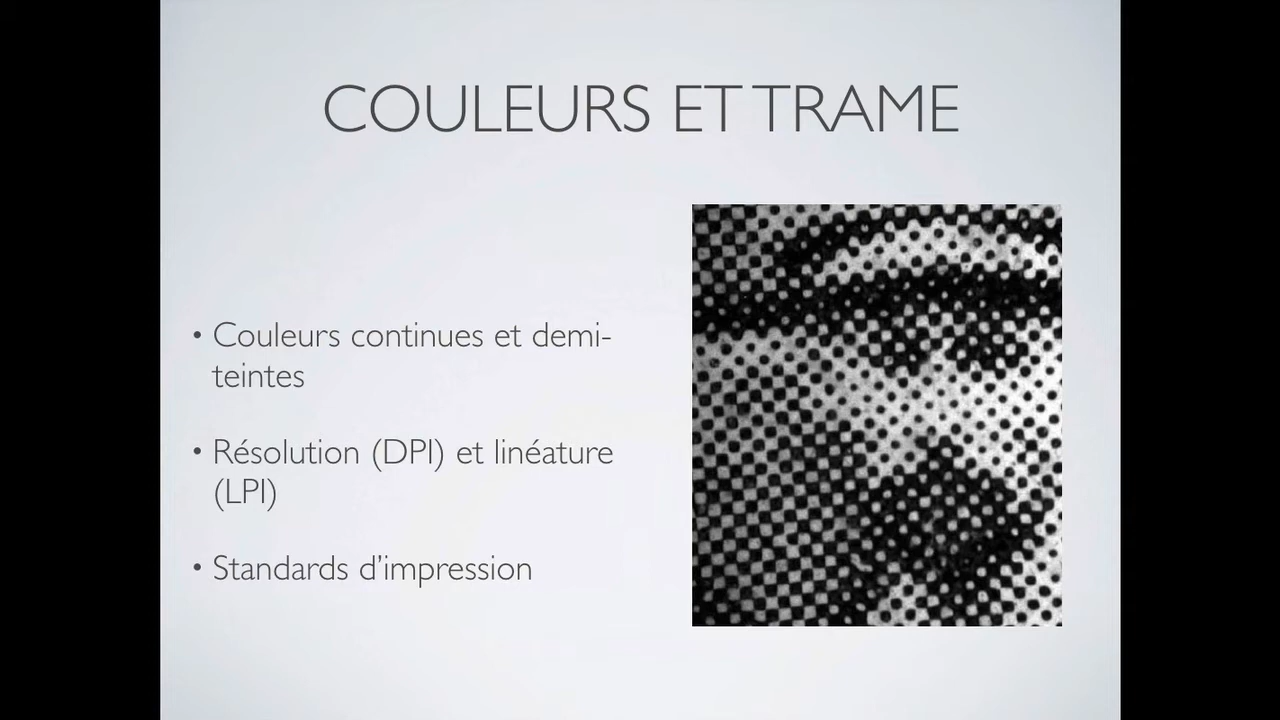 COULEURS ET TRAME
• Couleurs continues et demi-
teintes
• Résolution (DPI) et linéature
(LPI)
• Standards d’impression